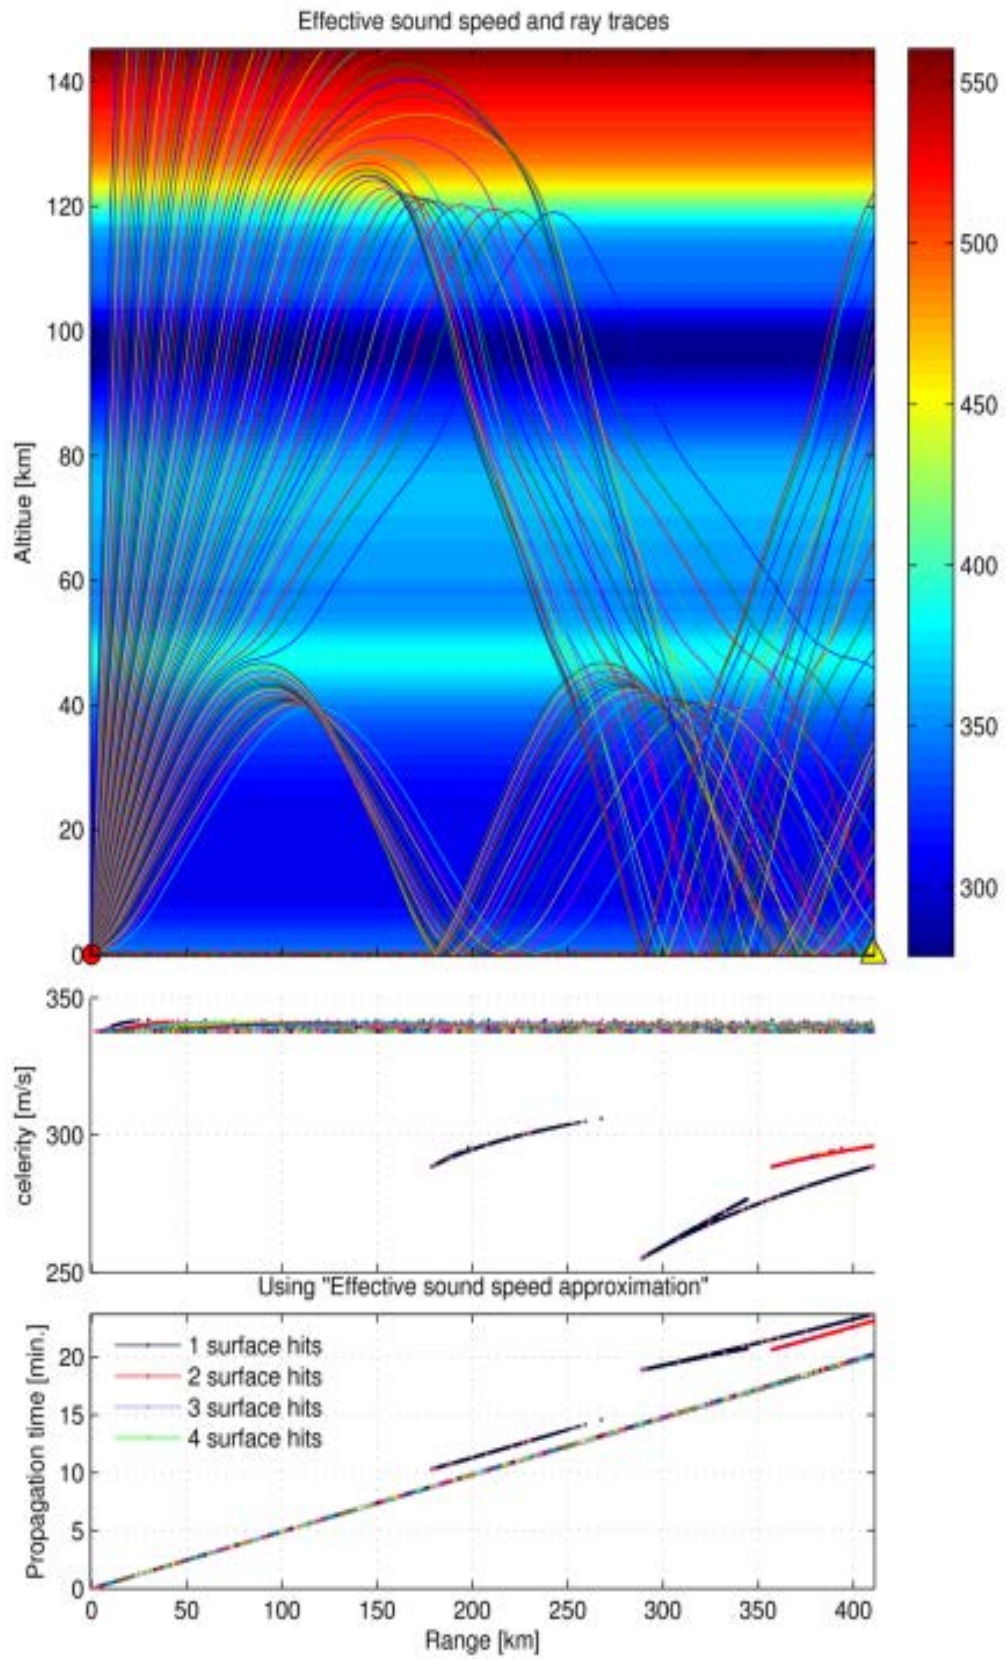 Effective sound speed and ray traces
140
120
100
80
60
40
20
0
Altitue [km]
550
500
450
400
350
300
350
300
250
celerity [m/s]
Using "Effective sound speed approximation"
20
15
10
5
0
Propagation time [min.]
1 surface hits
2 surface hits
3 surface hits
4 surface hits
0 50 100 150 200 250 300 350 400
Range [km]